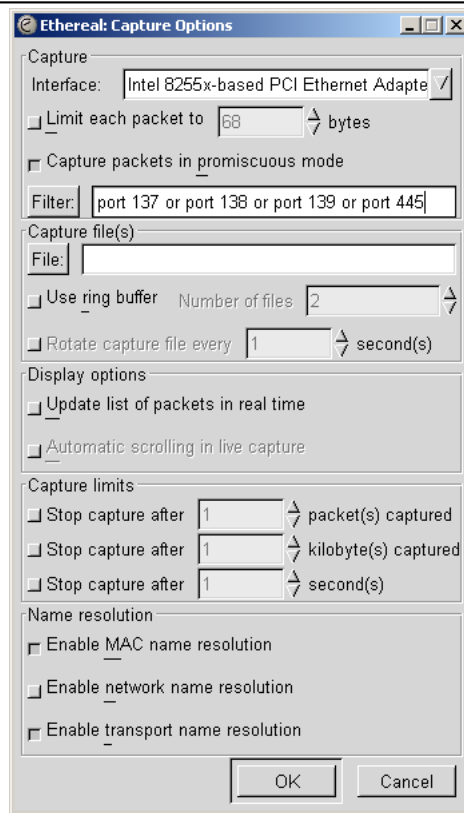 Ethereal: Capture Options
Capture
Interface: Intel 8255x-based PCI Ethernet Adapte
Limit each packet to 68 bytes
Capture packets in promiscuous mode
Filter: port 137 or port 138 or port 139 or port 445
Capture file(s)
File:
Use ring buffer Number of files 2
Rotate capture file every 1 second(s)
Display options
Update list of packets in real time
Automatic scrolling in live capture
Capture limits
Stop capture after 1 packet(s) captured
Stop capture after 1 kilobyte(s) captured
Stop capture after 1 second(s)
Name resolution
Enable MAC name resolution
Enable network name resolution
Enable transport name resolution
OK Cancel